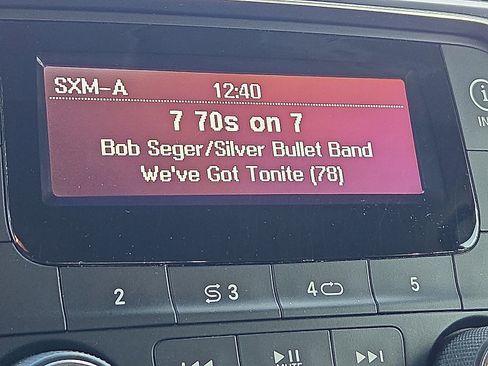 SXM-A 12:40
7 70s on 7
Bob Seger/Silver Bullet Band
We've Got Tonite (78)
2 3 4 5
MUTE